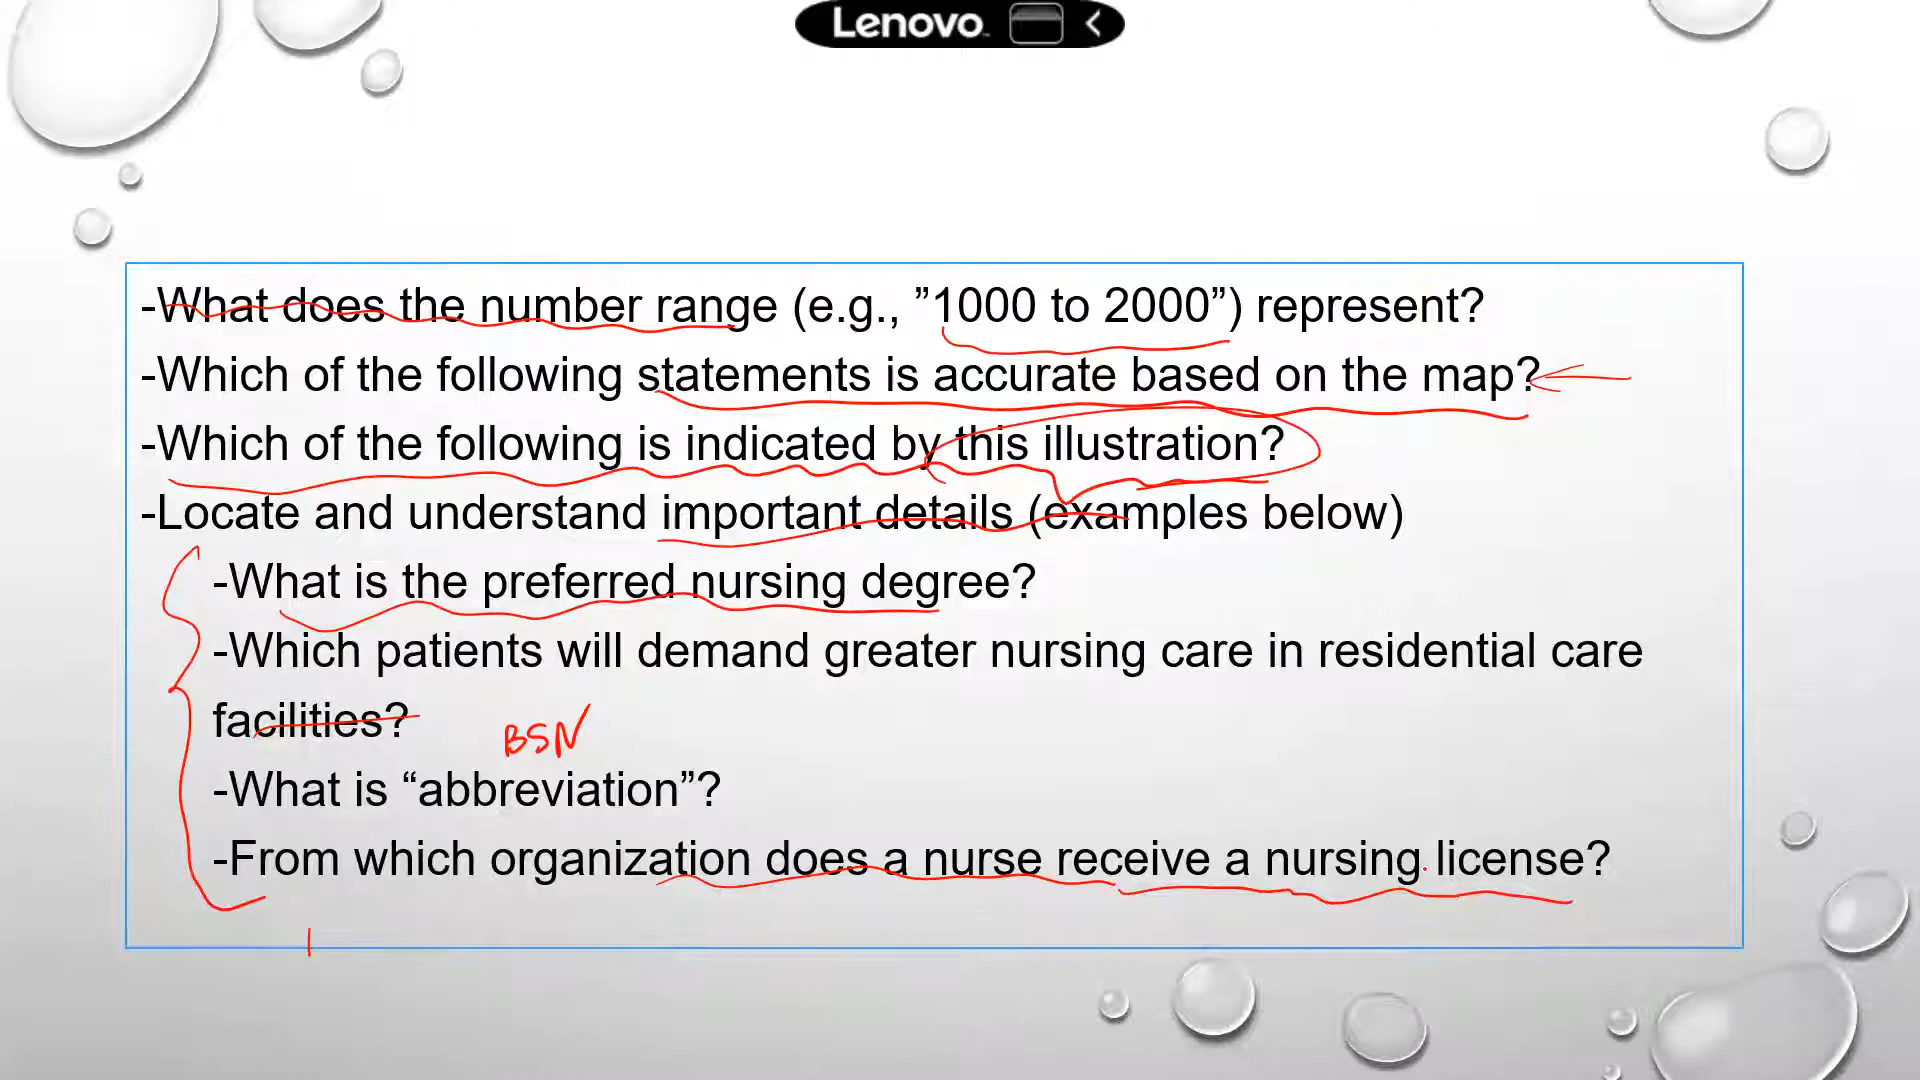 Lenovo
-What does the number range (e.g., ”1000 to 2000”) represent?
-Which of the following statements is accurate based on the map?
-Which of the following is indicated by this illustration?
-Locate and understand important details (examples below)
-What is the preferred nursing degree?
-Which patients will demand greater nursing care in residential care
facilities?
BSN
-What is “abbreviation”?
-From which organization does a nurse receive a nursing license?